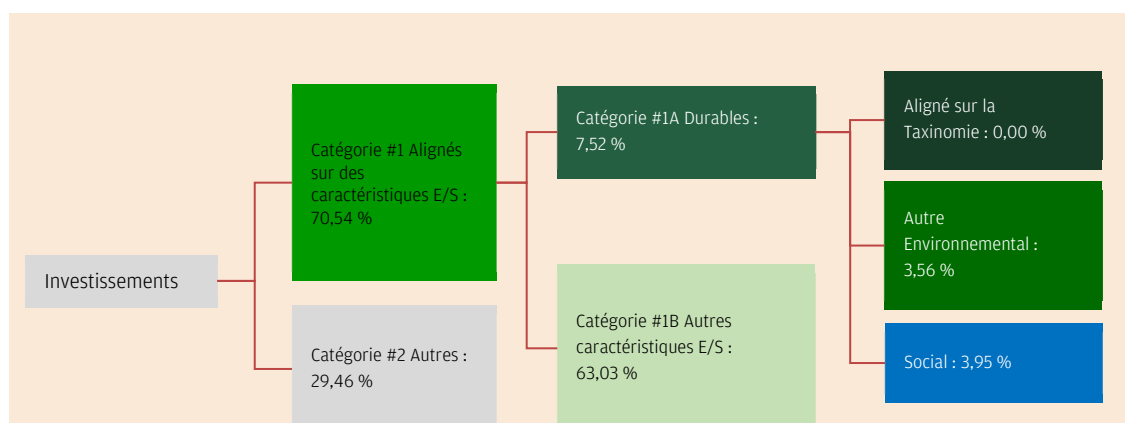 Investissements
Catégorie #1 Alignés
sur des
caractéristiques E/S :
70,54 %
Catégorie #2 Autres :
29,46 %
Catégorie #1A Durables :
7,52 %
Catégorie #1B Autres
caractéristiques E/S :
63,03 %
Aligné sur la
Taxinomie : 0,00 %
Autre
Environnemental :
3,56 %
Social : 3,95 %